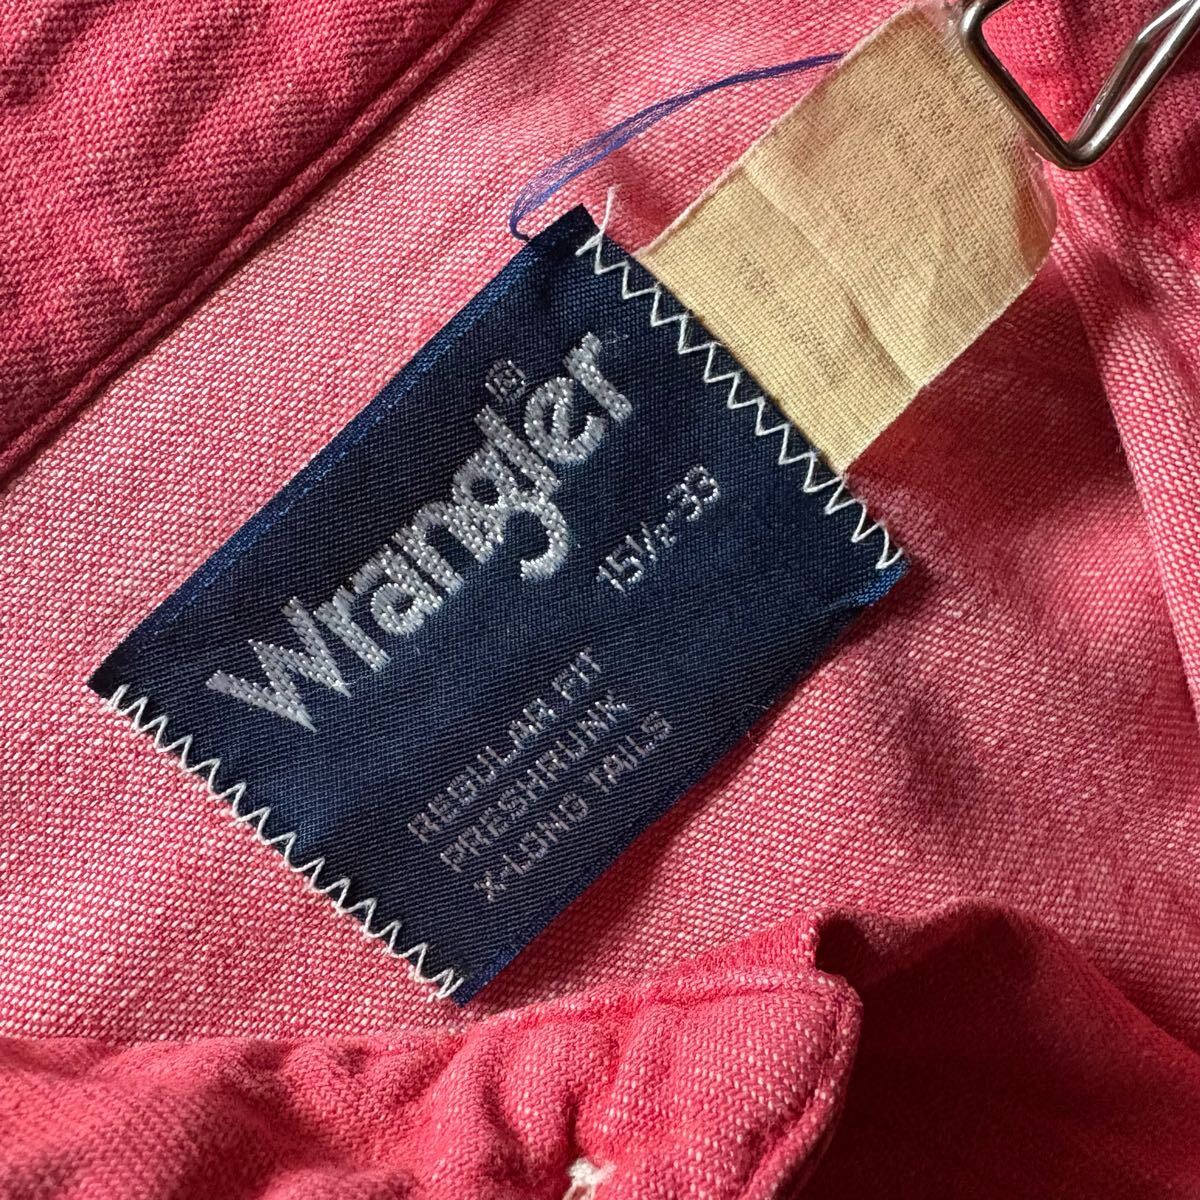 Wrangler®
15½-33
REGULAR FIT
PRESHRUNK
X-LONG TAILS